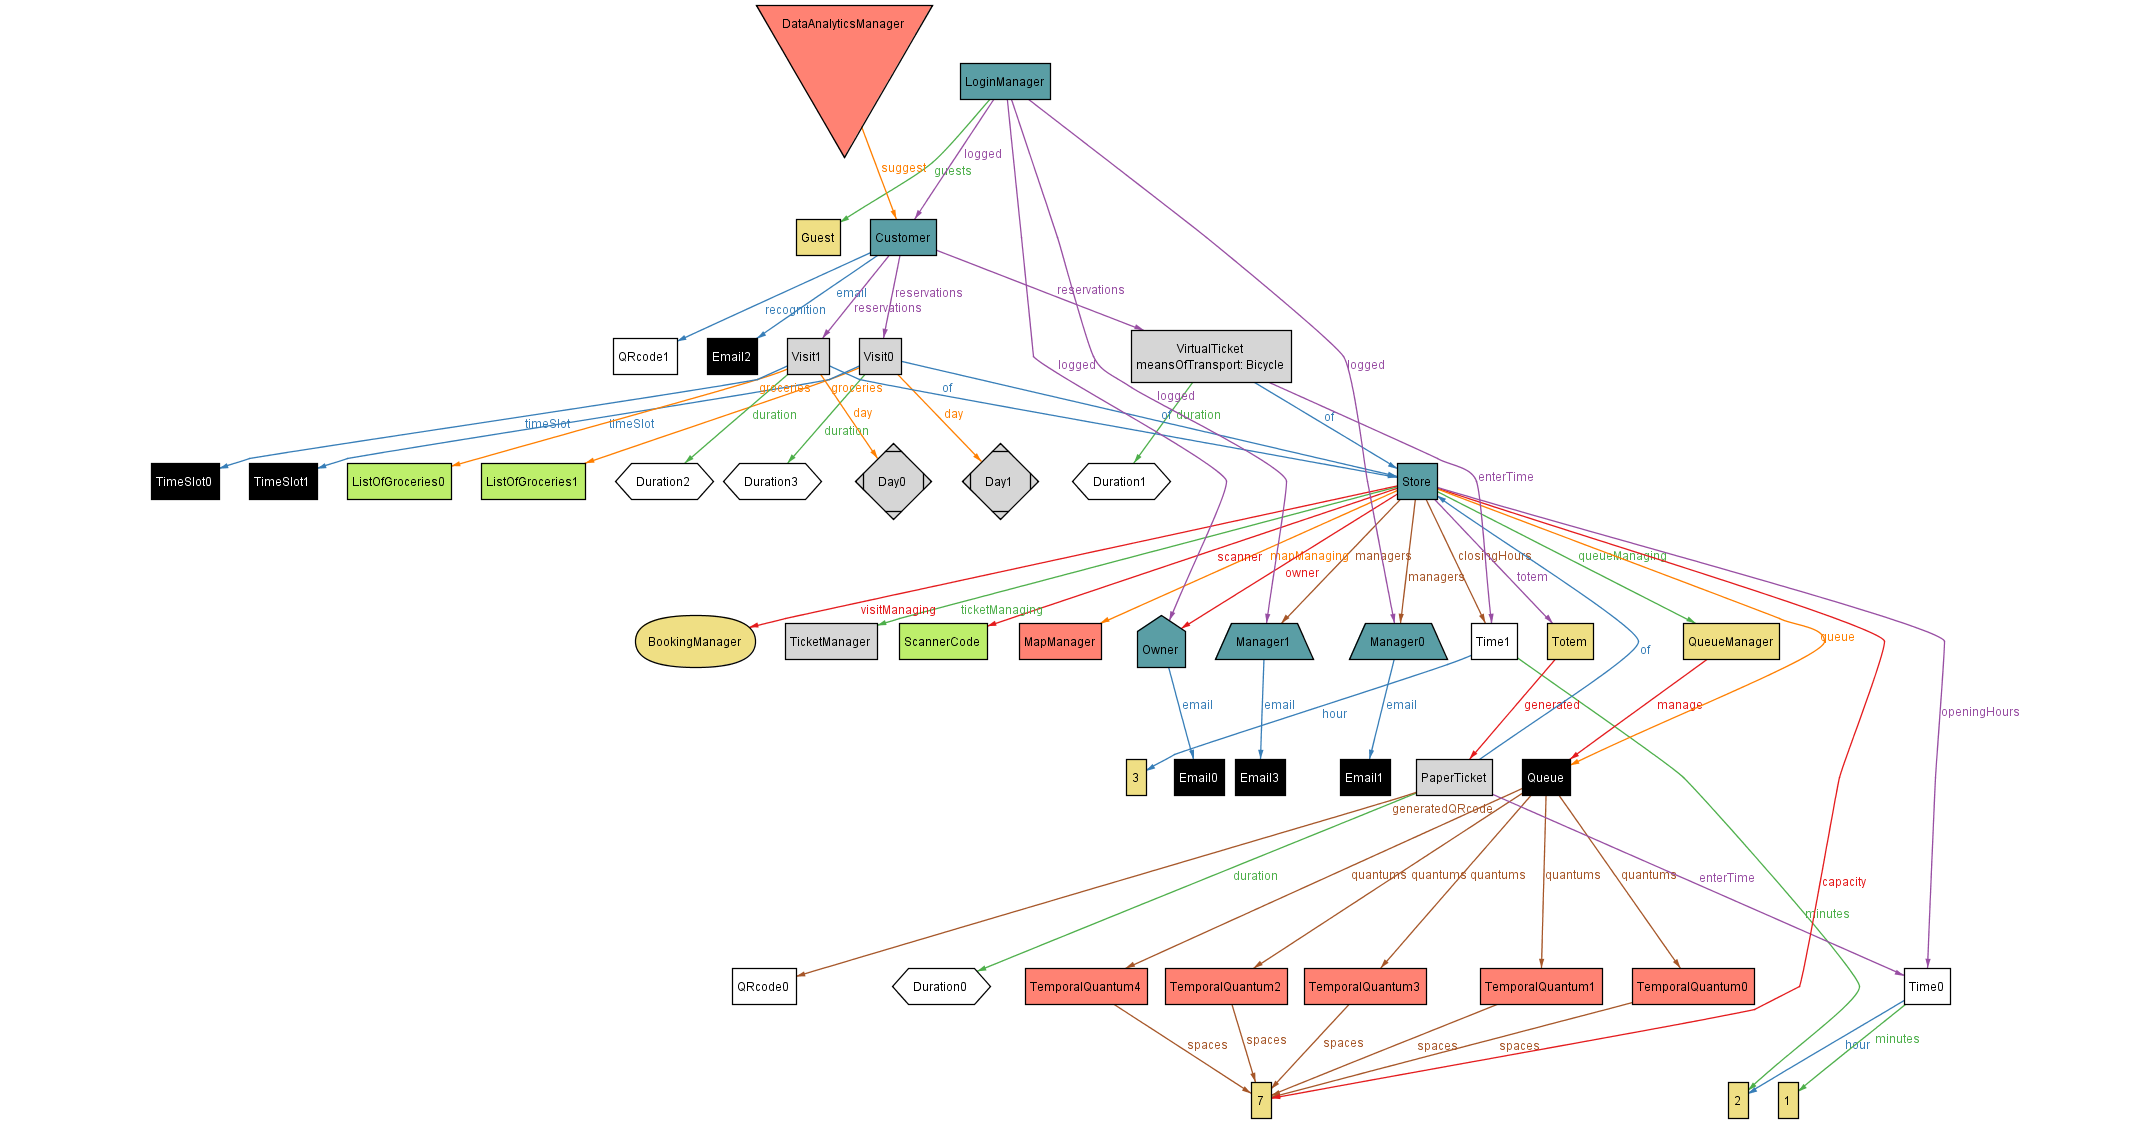 DataAnalyticsManager
LoginManager
logged
suggest
guests
Guest
Customer
email
reservations
reservations
reservations
recognition
QRcode1
Email2
Visit1
Visit0
VirtualTicket
meansOfTransport: Bicycle
logged
logged
logged
groceries
groceries
of
day
day
duration
of
duration
of
timeSlot
timeSlot
duration
enterTime
TimeSlot0
TimeSlot1
ListOfGroceries0
ListOfGroceries1
Duration2
Duration3
Day0
Day1
Duration1
Store
scanner
mapManaging
managers
closingHours
queueManaging
owner
managers
totem
visitManaging
ticketManaging
queue
BookingManager
TicketManager
ScannerCode
MapManager
Owner
Manager1
Manager0
Time1
Totem
QueueManager
of
email
email
email
hour
generated
manage
openingHours
3
Email0
Email3
Email1
PaperTicket
Queue
generatedQRcode
duration
quantums
quantums
quantums
quantums
quantums
enterTime
capacity
minutes
QRcode0
Duration0
TemporalQuantum4
TemporalQuantum2
TemporalQuantum3
TemporalQuantum1
TemporalQuantum0
Time0
spaces
spaces
spaces
spaces
spaces
hour
minutes
7
2
1